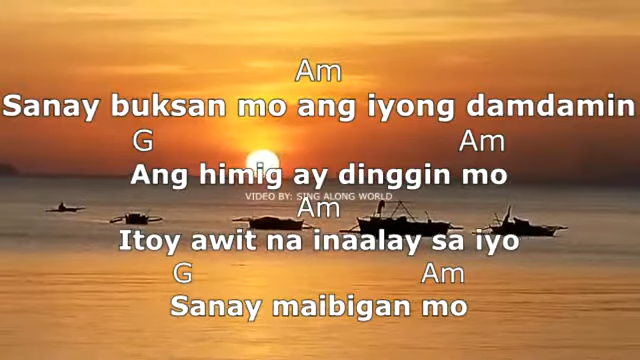 Am
Sanay buksan mo ang iyong damdamin
G Am
Ang himig ay dinggin mo
VIDEO BY: SING ALONG WORLD
Am
Itoy awit na inaalay sa iyo
G Am
Sanay maibigan mo